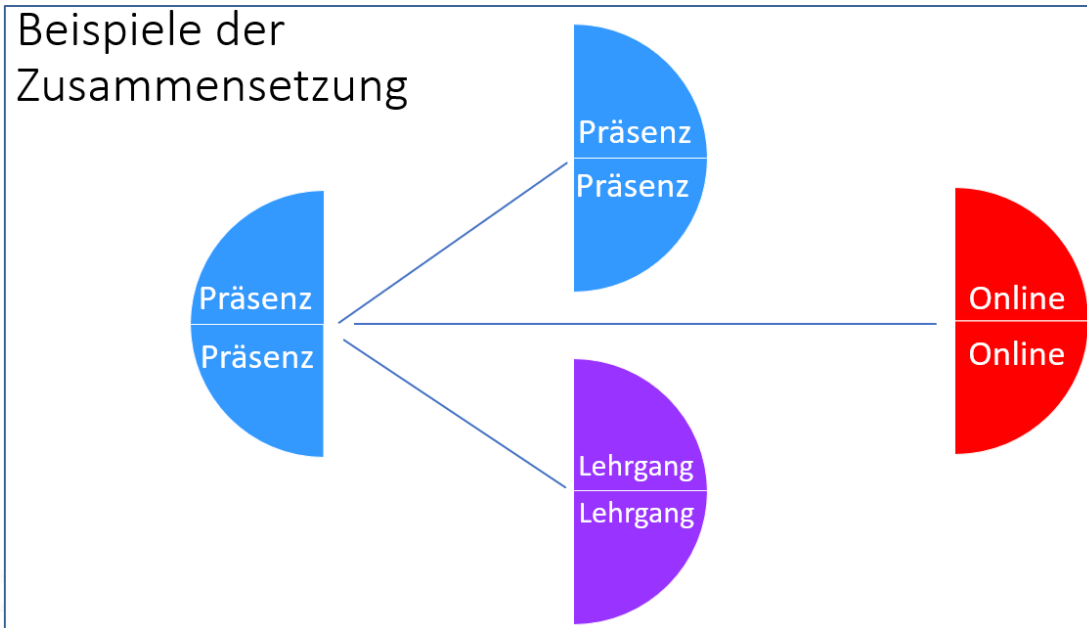 Beispiele der
Zusammensetzung
Präsenz
Präsenz
Präsenz
Präsenz
Online
Online
Lehrgang
Lehrgang